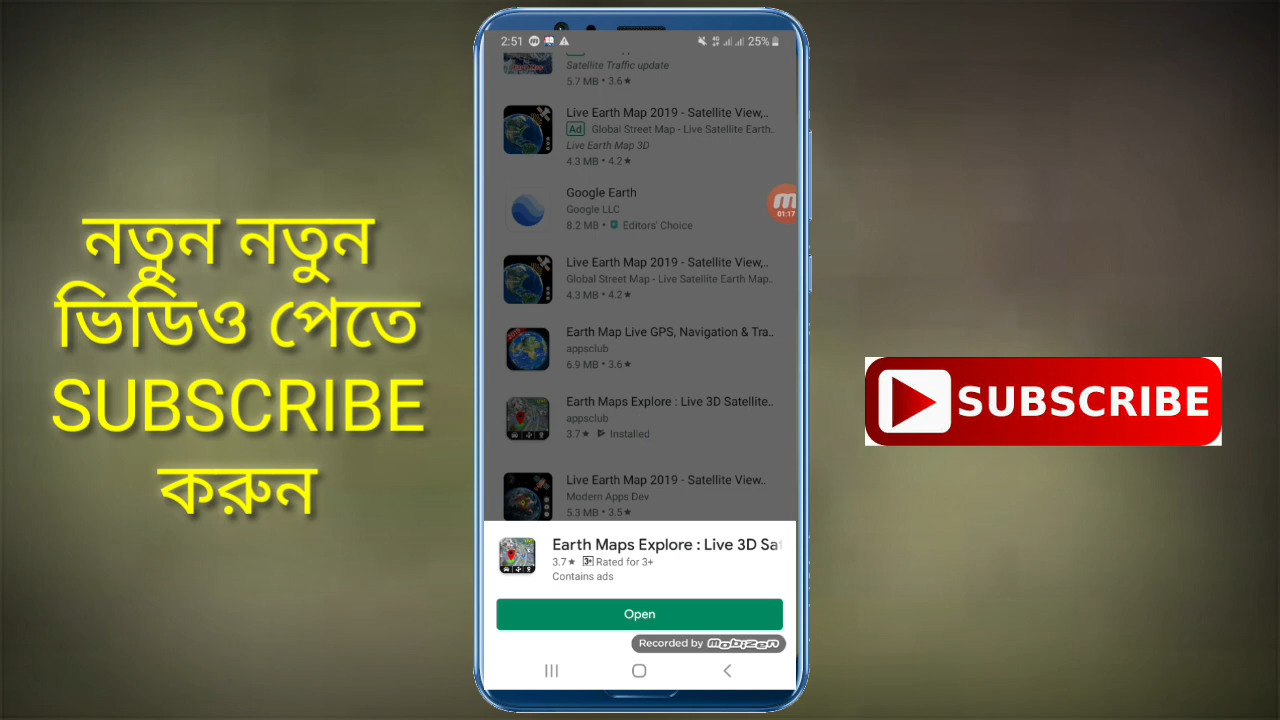 নতুন নতুন
ভিডিও পেতে
SUBSCRIBE
করুন
2:51
25%
Satellite Traffic update
5.7 MB • 3.6★
Live Earth Map 2019 - Satellite View,..
Ad Global Street Map - Live Satellite Earth..
Live Earth Map 3D
4.3 MB • 4.2★
Google Earth
Google LLC
8.2 MB • Editors' Choice
01:17
Live Earth Map 2019 - Satellite View,..
Global Street Map - Live Satellite Earth Map..
4.3 MB • 4.2★
Earth Map Live GPS, Navigation & Tra..
appsclub
6.9 MB • 3.6★
Earth Maps Explore : Live 3D Satellite..
appsclub
3.7★ Installed
Live Earth Map 2019 - Satellite View..
Modern Apps Dev
5.3 MB • 3.5★
Earth Maps Explore : Live 3D Sat
3.7★ 3+ Rated for 3+
Contains ads
Open
Recorded by mobizen
SUBSCRIBE